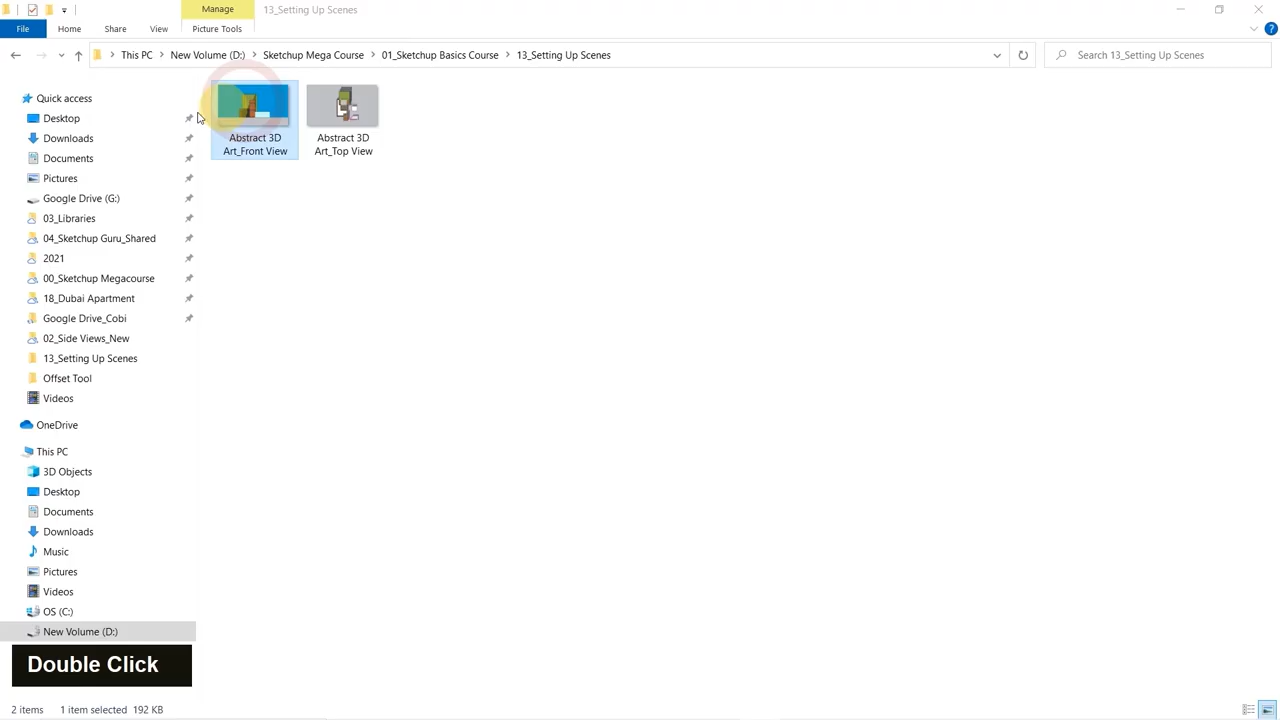 Manage
13_Setting Up Scenes
File
Home
Share
View
Picture Tools
This PC
New Volume (D:)
Sketchup Mega Course
01_Sketchup Basics Course
13_Setting Up Scenes
Search 13_Setting Up Scenes
Quick access
Desktop
Downloads
Documents
Pictures
Google Drive (G:)
03_Libraries
04_Sketchup Guru_Shared
2021
00_Sketchup Megacourse
18_Dubai Apartment
Google Drive_Cobi
02_Side Views_New
13_Setting Up Scenes
Offset Tool
Videos
OneDrive
This PC
3D Objects
Desktop
Documents
Downloads
Music
Pictures
Videos
OS (C:)
New Volume (D:)
Abstract 3D
Art_Front View
Abstract 3D
Art_Top View
Double Click
2 items
1 item selected 192 KB